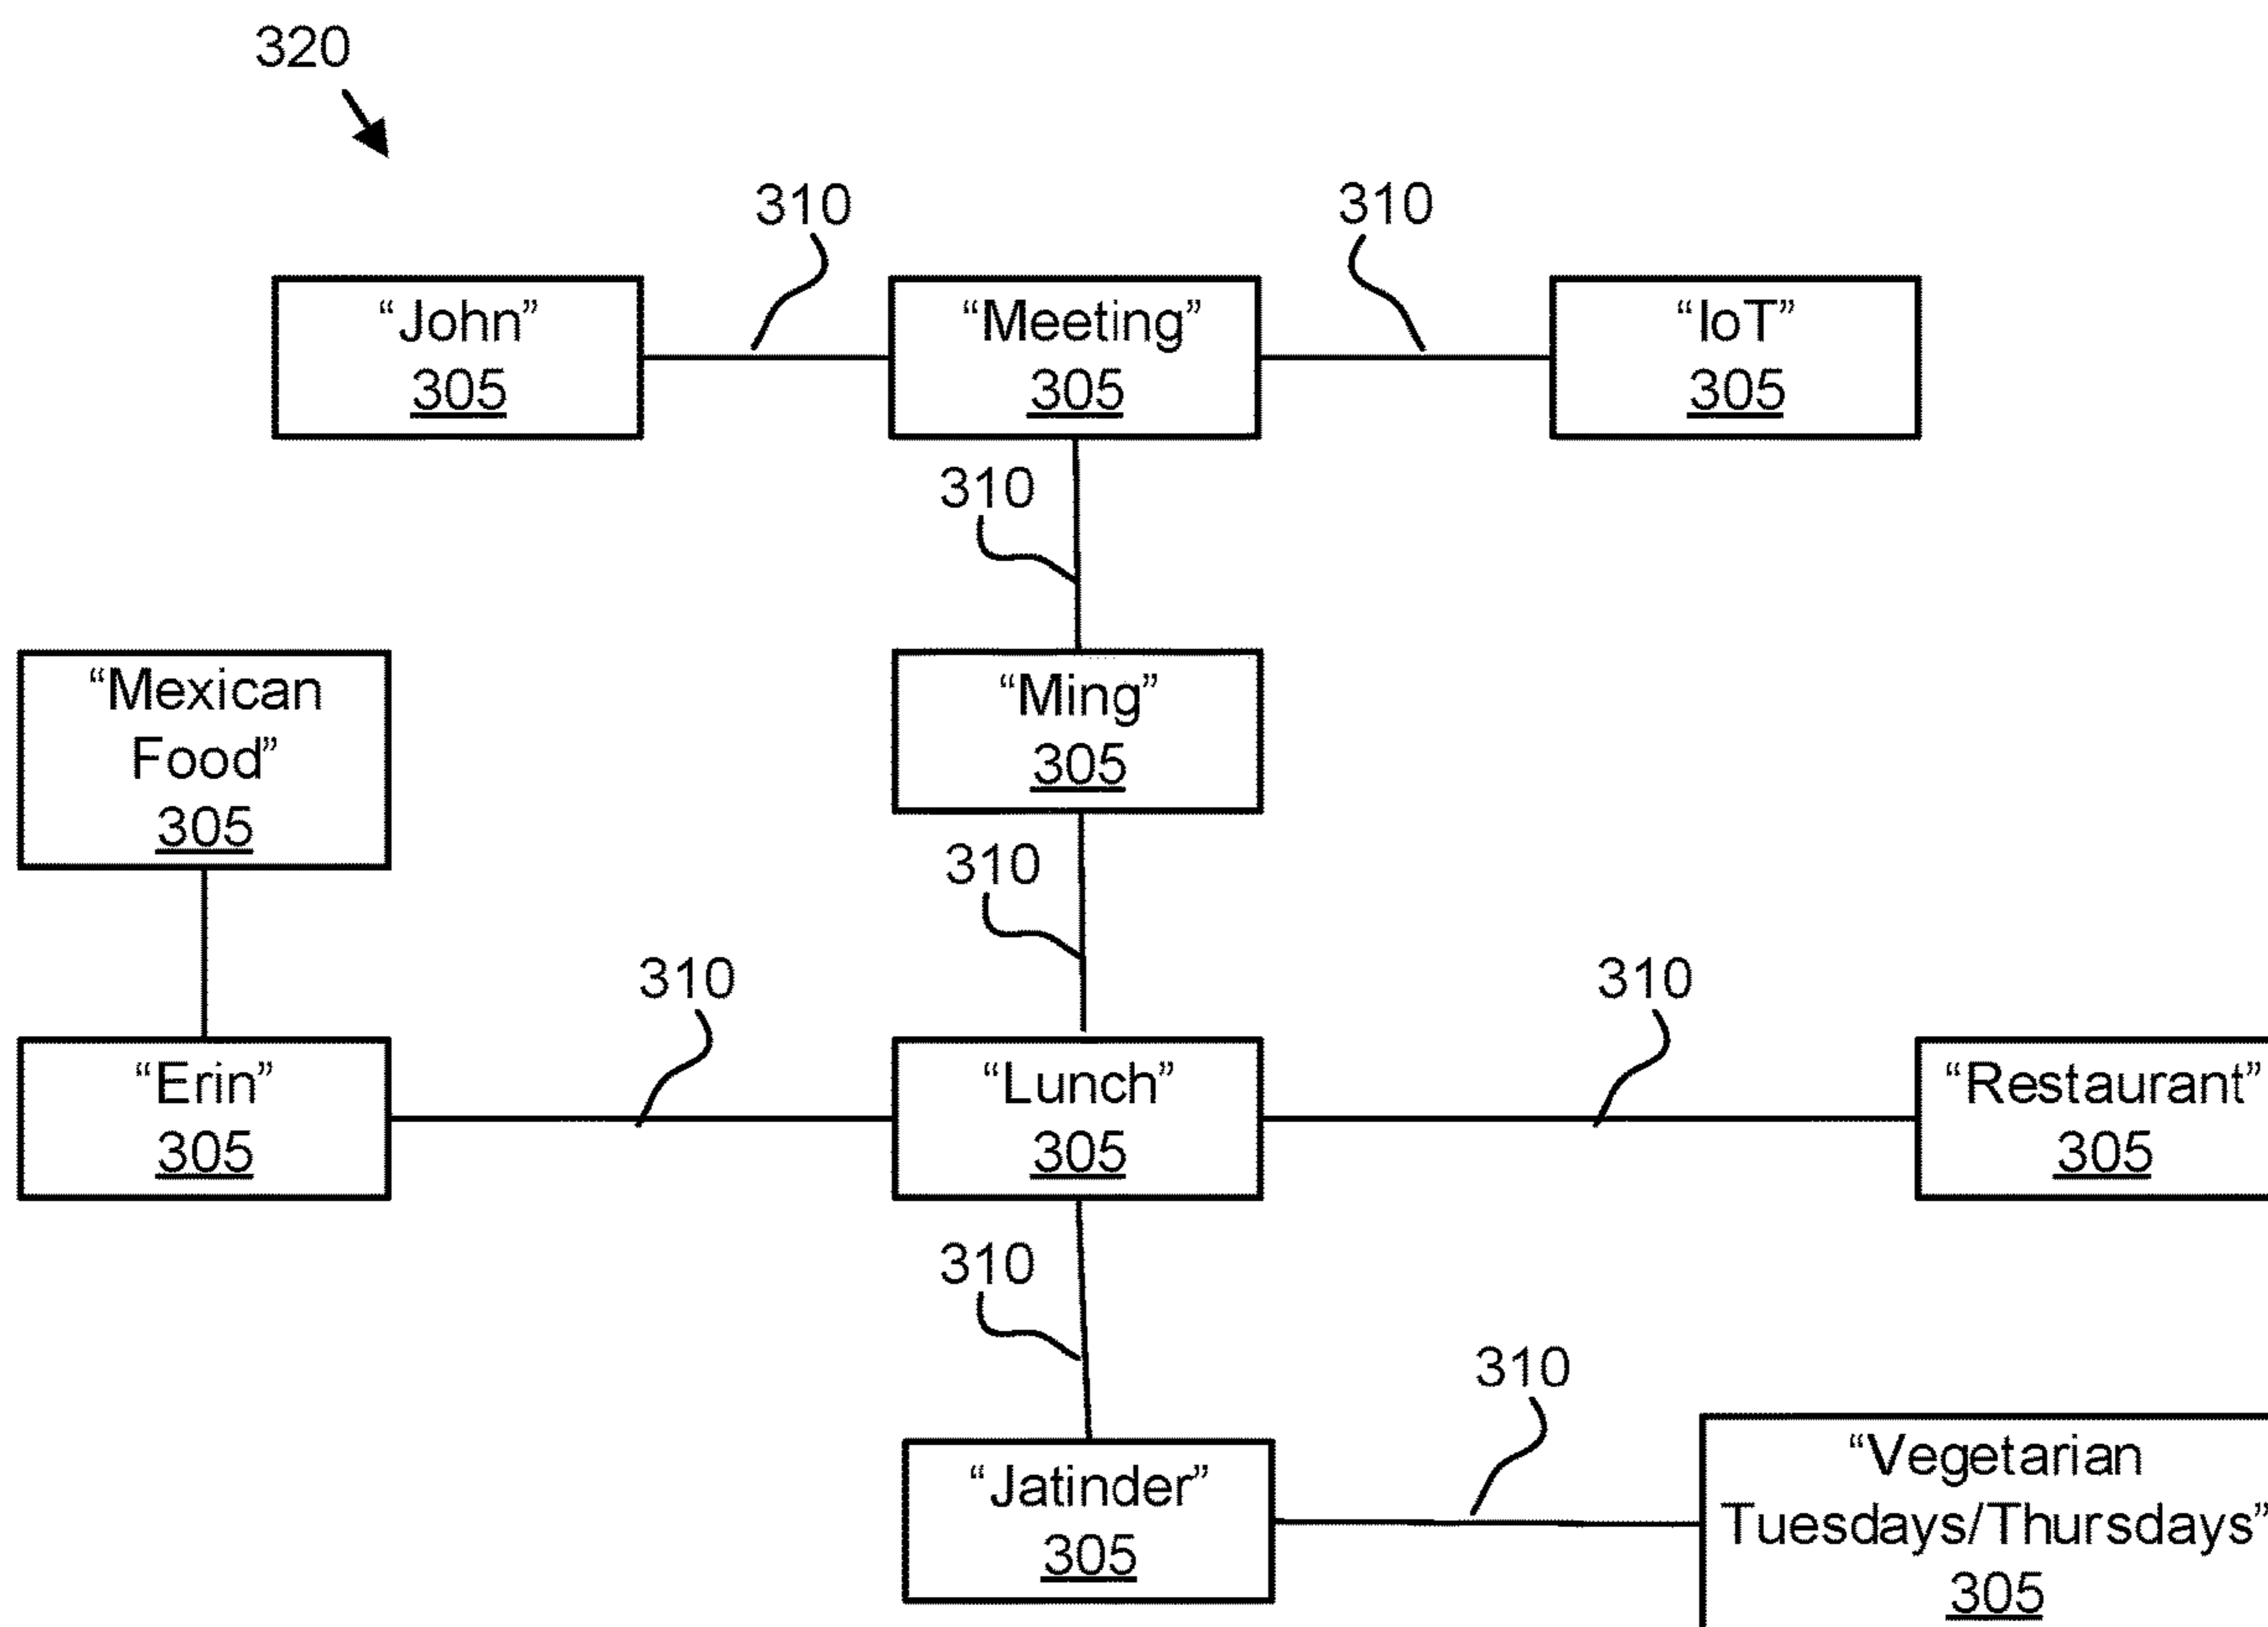 320
310
310
“John”
305
“Meeting”
305
“IoT”
305
310
“Mexican
Food”
305
“Ming”
305
310
310
310
“Erin”
305
“Lunch”
305
“Restaurant”
305
310
310
“Jatinder”
305
“Vegetarian
Tuesdays/Thursdays”
305